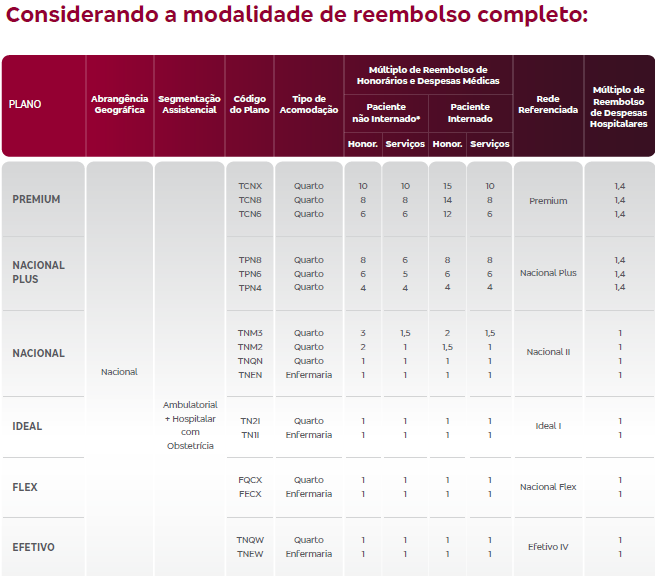 Considerando a modalidade de reembolso completo:
PLANO
Abrangência
Geográfica
Segmentação
Assistencial
Código
do Plano
Tipo de
Acomodação
Múltiplo de Reembolso de
Honorários e Despesas Médicas
Paciente
não Internado*
Paciente
Internado
Honor. Serviços Honor. Serviços
Rede
Referenciada
Múltiplo de
Reembolso
de Despesas
Hospitalares
PREMIUM
TCNX Quarto 10 10 15 10 1,4
TCN8 Quarto 8 8 14 8 1,4
TCN6 Quarto 6 6 12 6 1,4
Premium
NACIONAL
PLUS
TPN8 Quarto 8 6 8 8 1,4
TPN6 Quarto 6 5 6 6 1,4
TPN4 Quarto 4 4 4 4 1,4
Nacional Plus
NACIONAL
TNM3 Quarto 3 1,5 2 1,5 1
TNM2 Quarto 2 1 1,5 1 1
TNQN Quarto 1 1 1 1 1
TNEN Enfermaria 1 1 1 1 1
Nacional II
Nacional
Ambulatorial
+ Hospitalar
com
Obstetrícia
IDEAL
TN2I Quarto 1 1 1 1 1
TN1I Enfermaria 1 1 1 1 1
Ideal I
FLEX
FQCX Quarto 1 1 1 1 1
FECX Enfermaria 1 1 1 1 1
Nacional Flex
EFETIVO
TNQW Quarto 1 1 1 1 1
TNEW Enfermaria 1 1 1 1 1
Efetivo IV